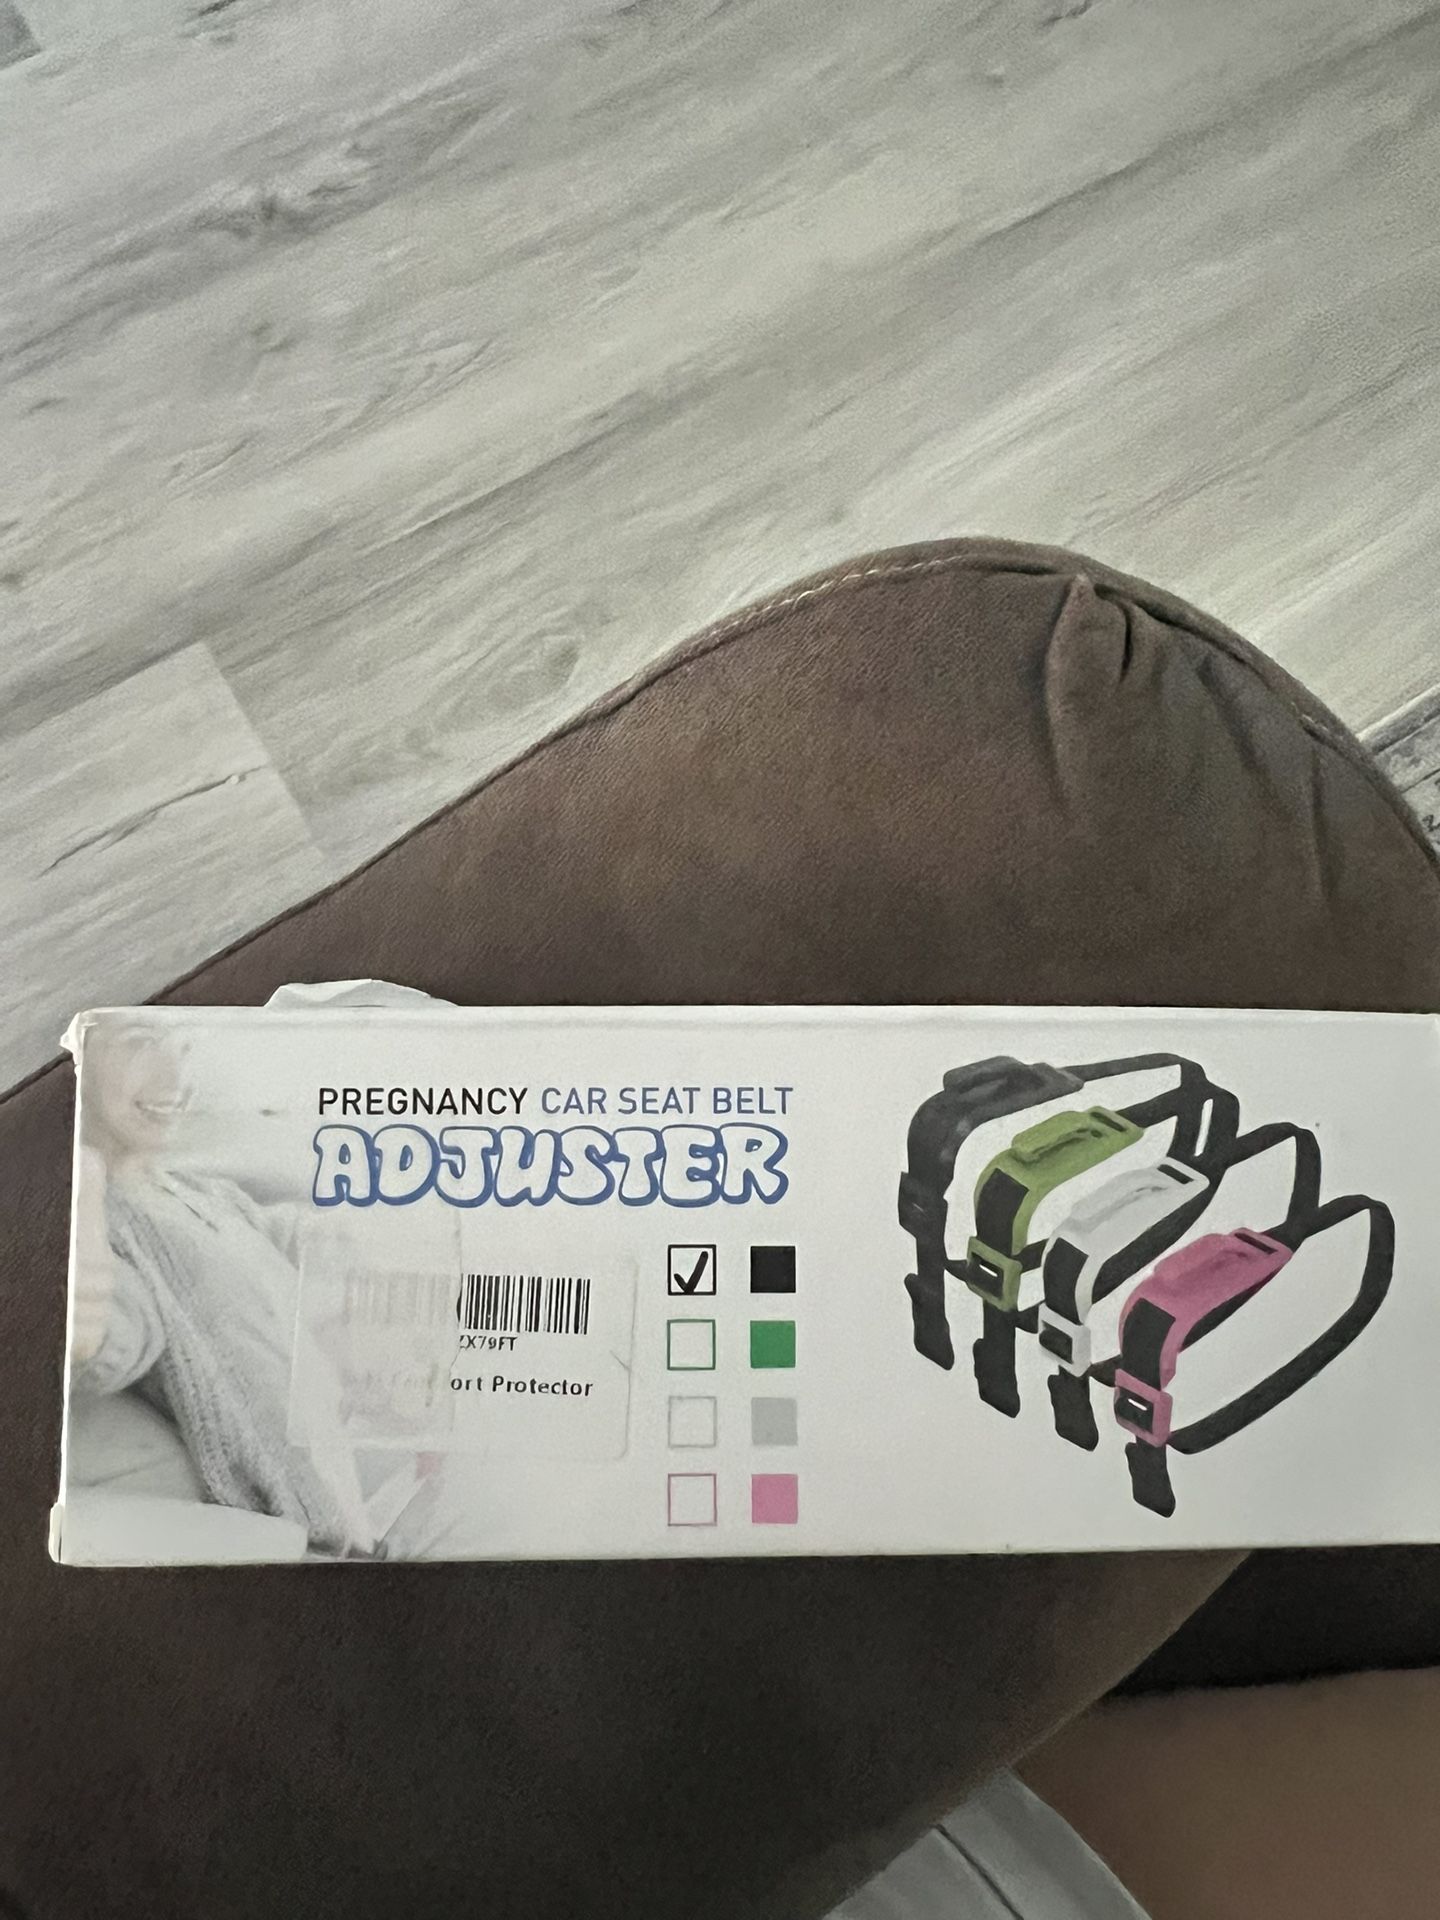 PREGNANCY CAR SEAT BELT
ADJUSTER
ZX79FT
ort Protector